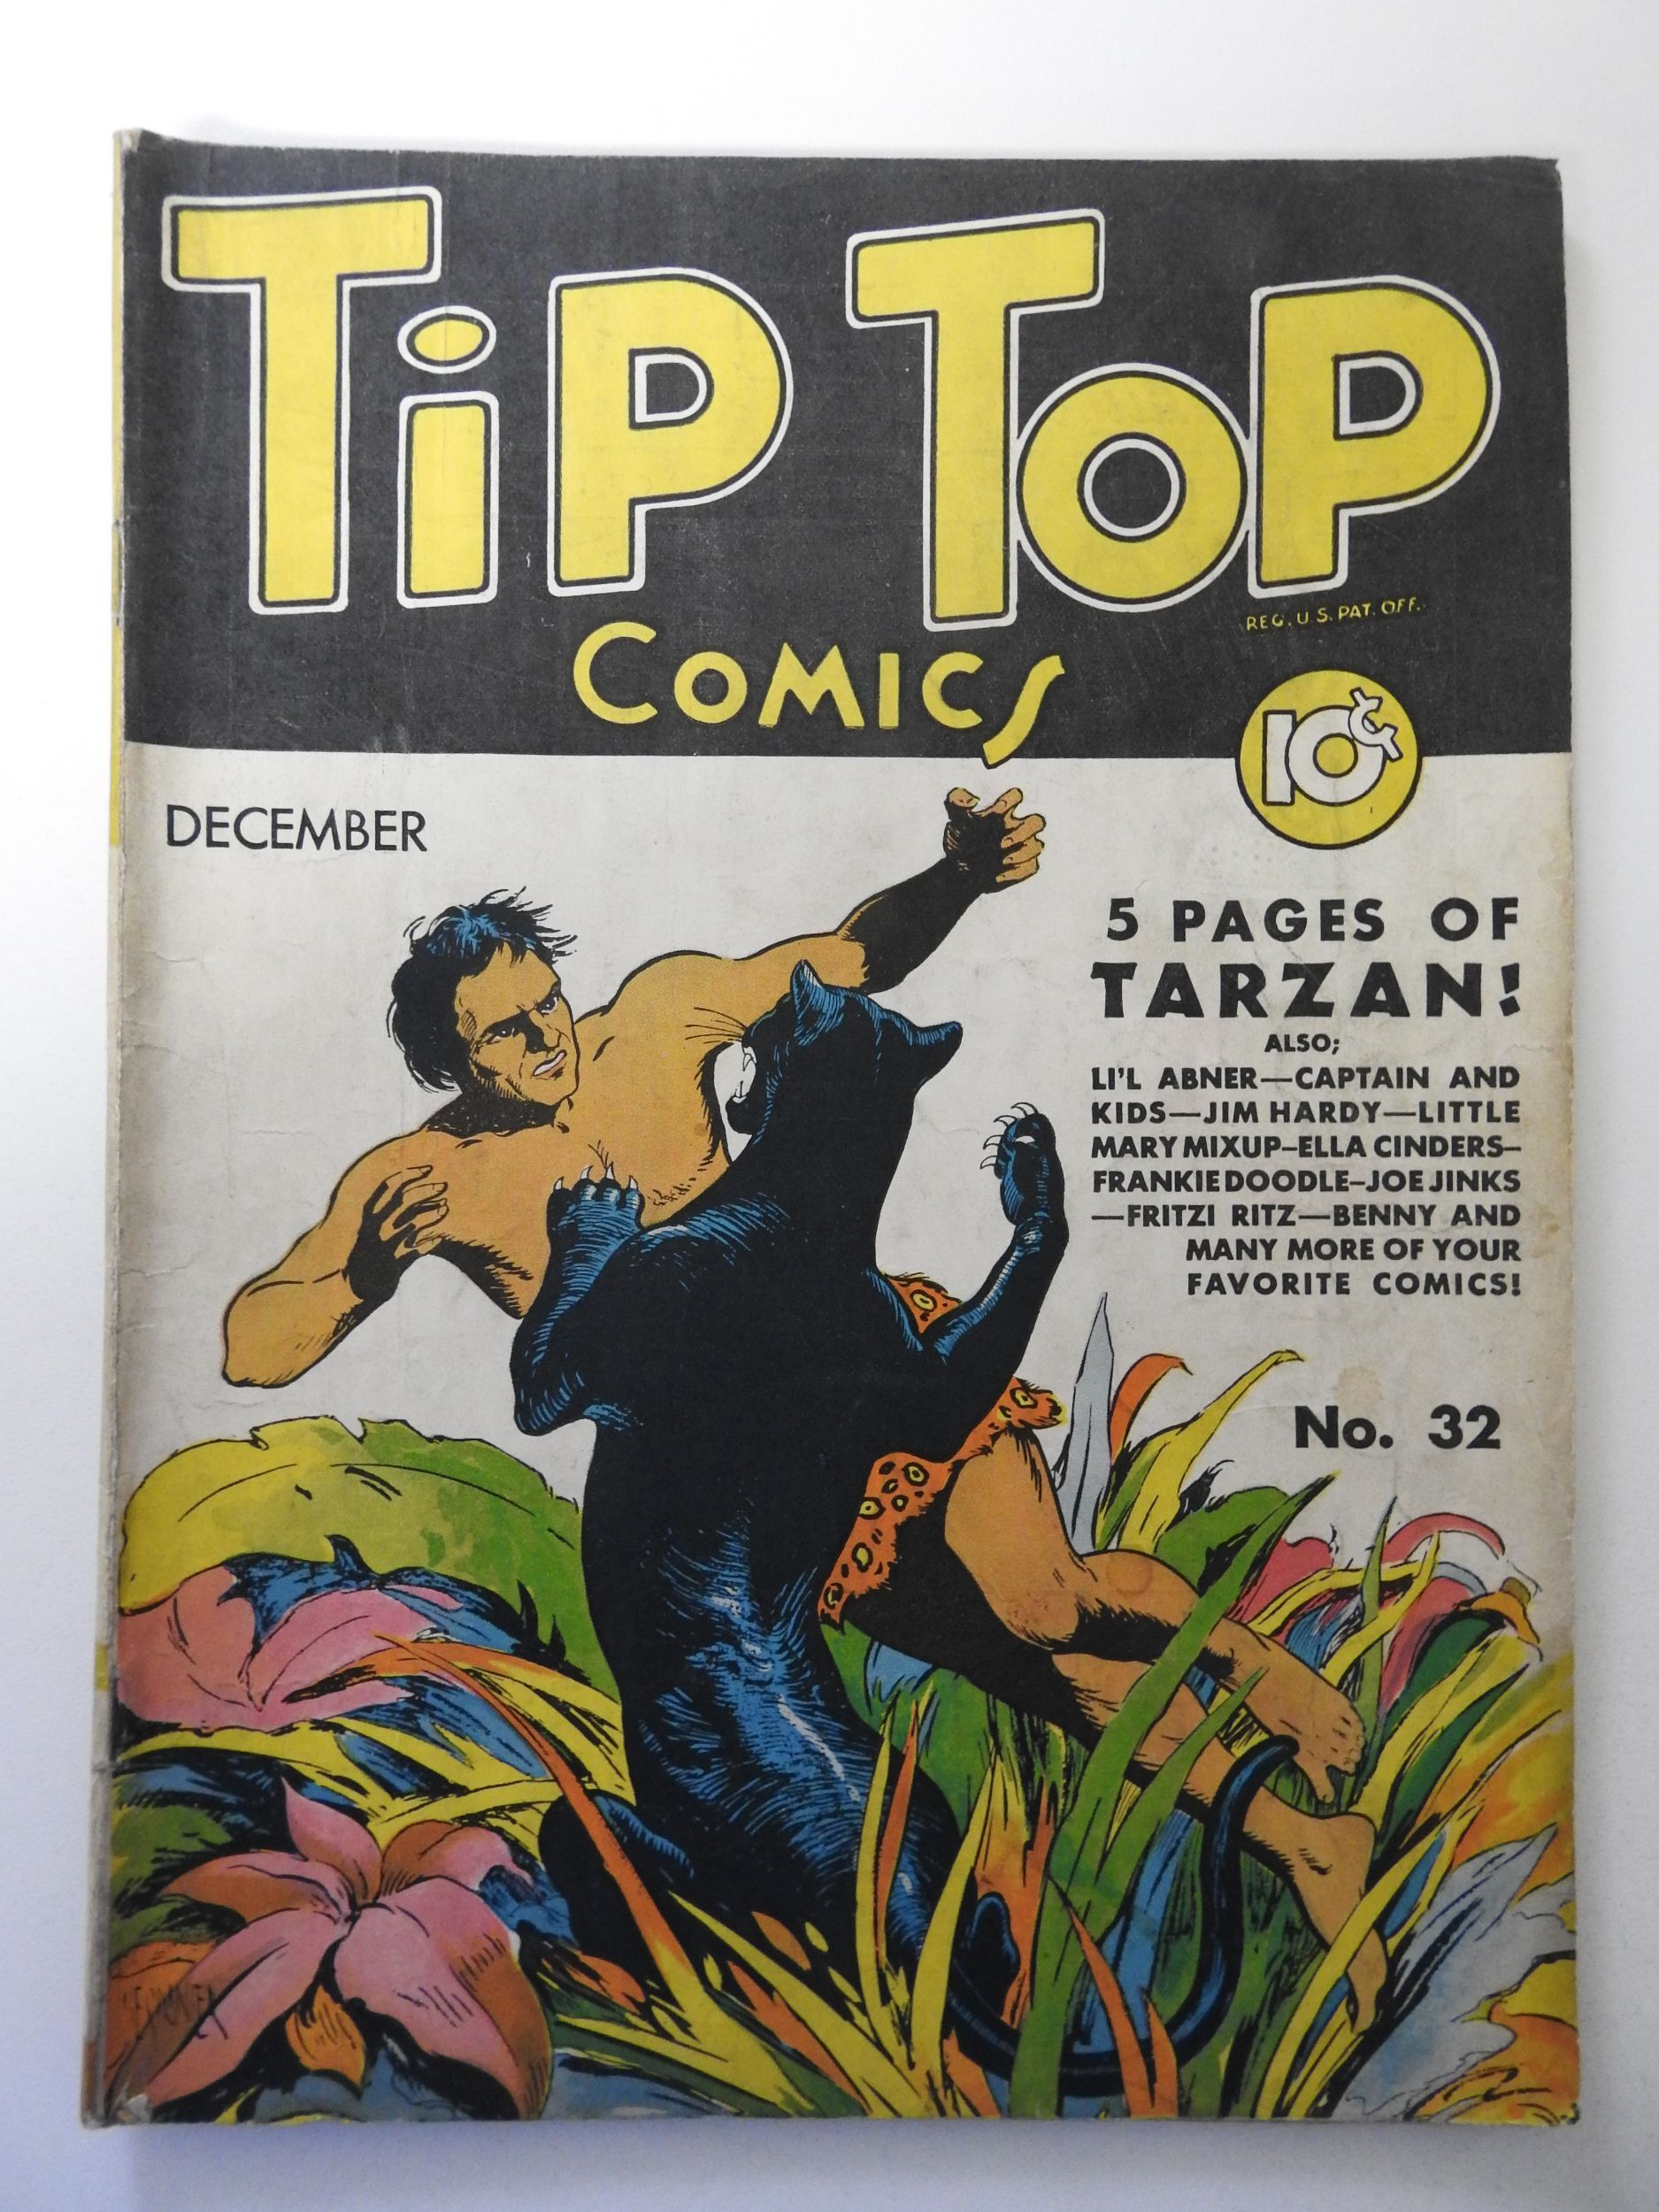 TiP ToP
COMICS
REG. U.S. PAT. OFF.
10¢
DECEMBER
5 PAGES OF
TARZAN!
ALSO;
LI'L ABNER—CAPTAIN AND
KIDS—JIM HARDY—LITTLE
MARY MIXUP—ELLA CINDERS—
FRANKIE DOODLE—JOE JINKS
—FRITZI RITZ—BENNY AND
MANY MORE OF YOUR
FAVORITE COMICS!
No. 32